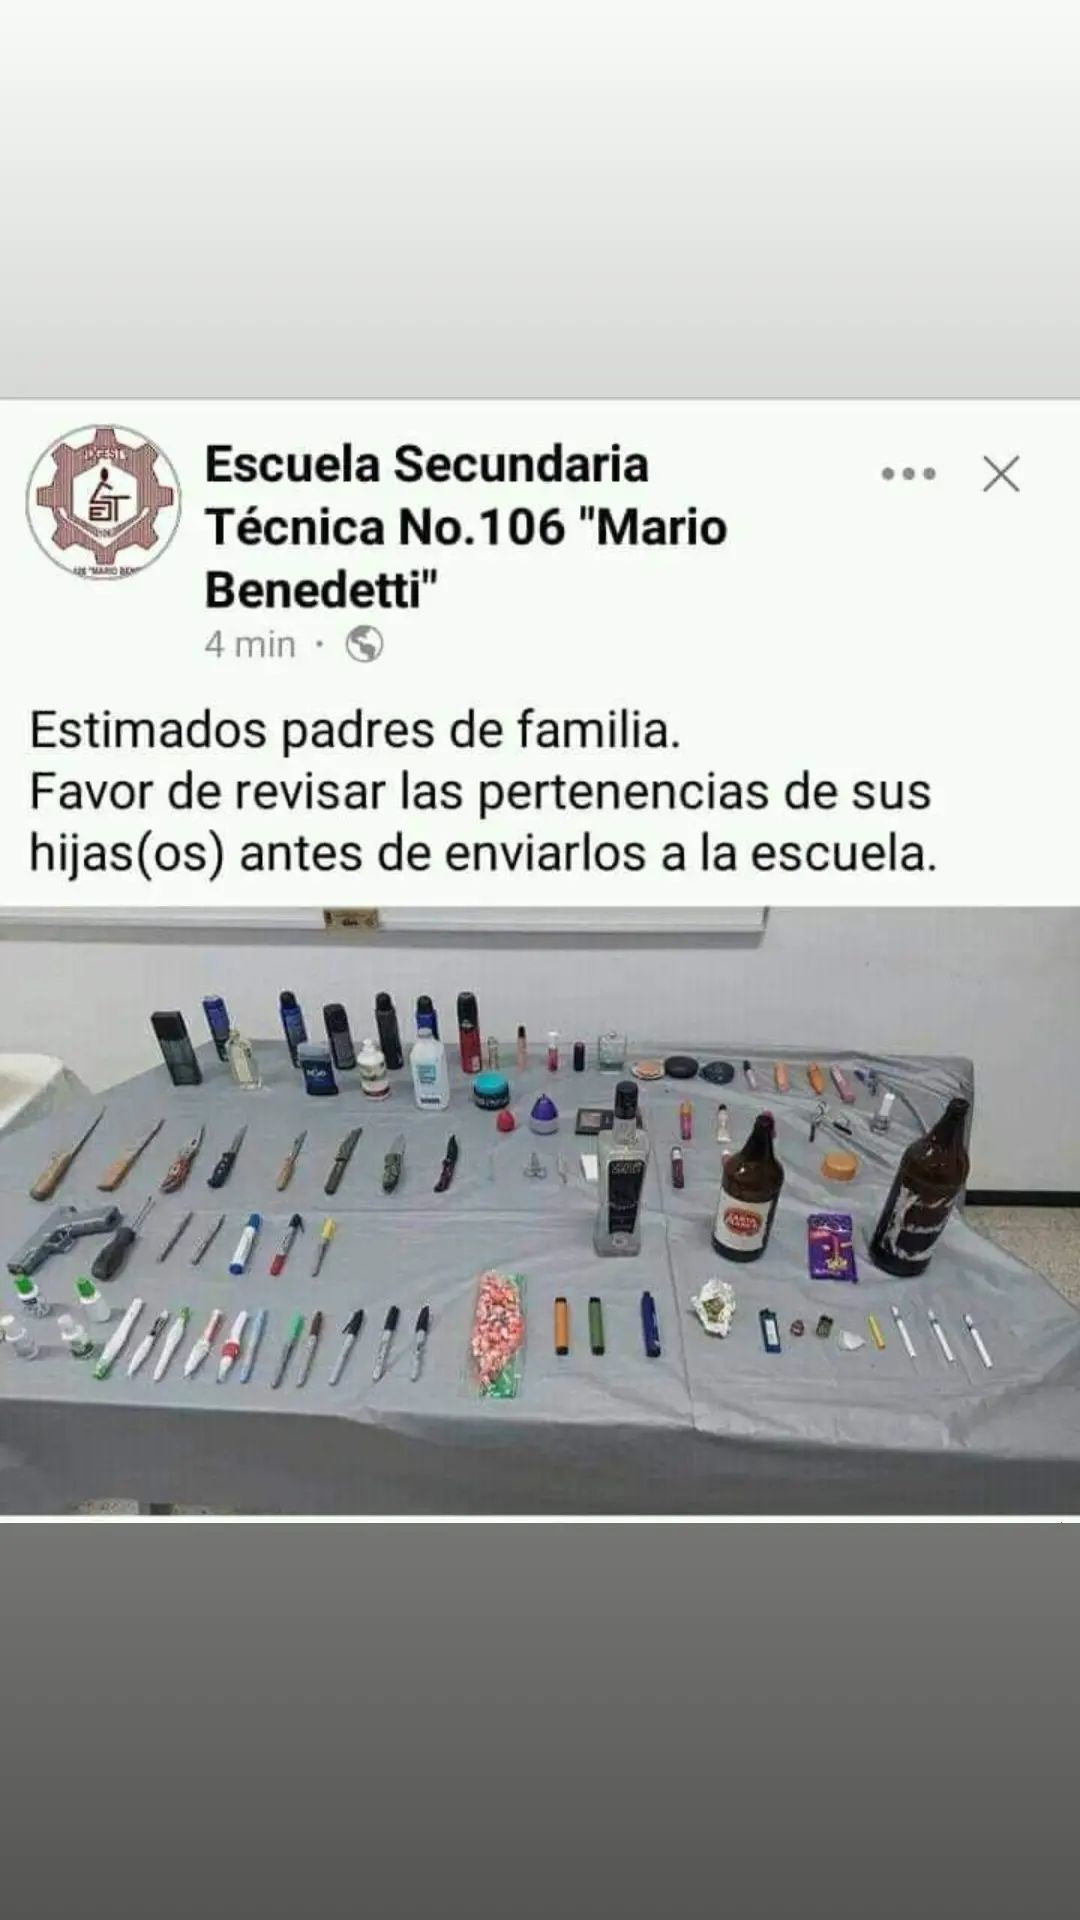 Escuela Secundaria
Técnica No.106 "Mario
Benedetti"
4 min ·
Estimados padres de familia.
Favor de revisar las pertenencias de sus
hijas(os) antes de enviarlos a la escuela.